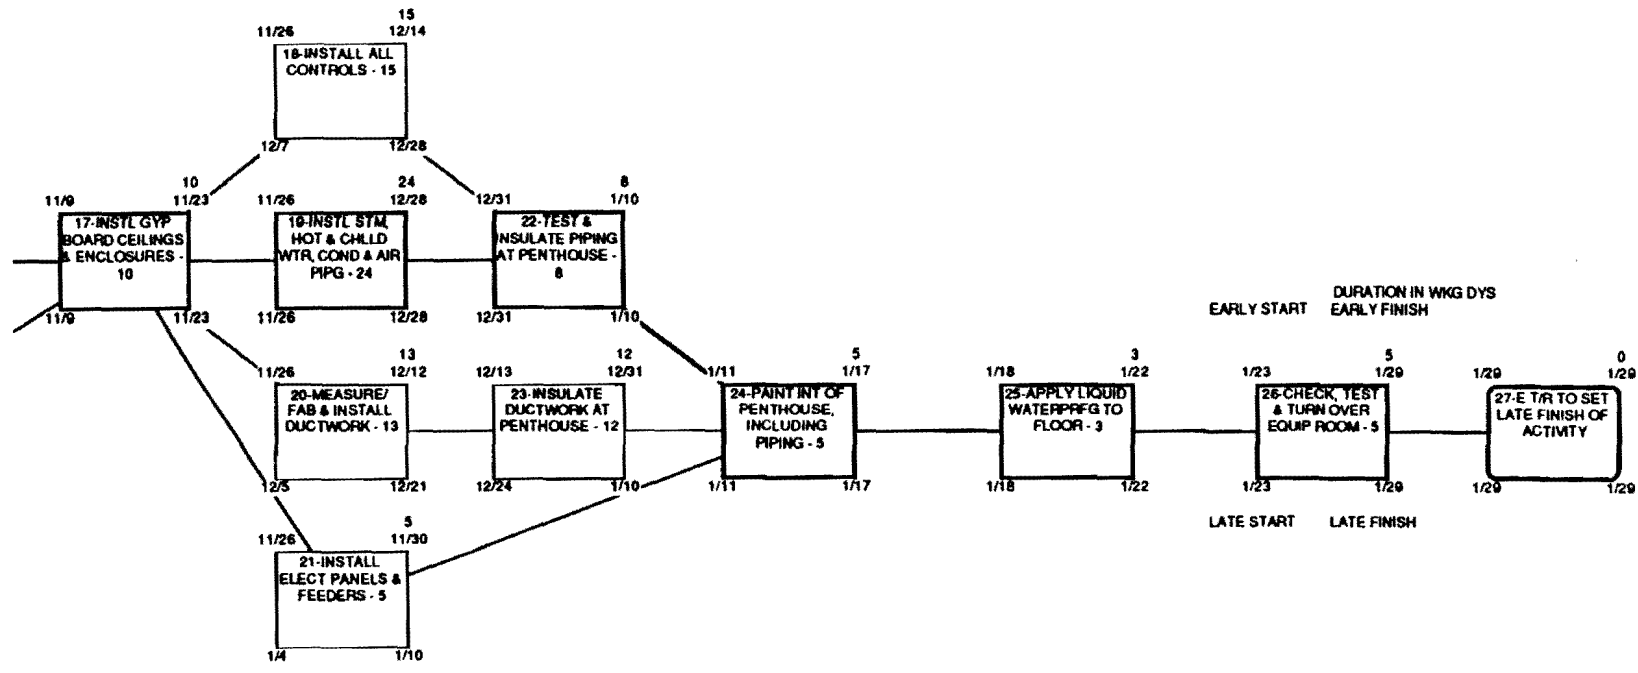 15
11/26 12/14
18-INSTALL ALL
CONTROLS - 15
12/7 12/28
10
11/9 11/23
17-INSTL GYP
BOARD CEILINGS
& ENCLOSURES -
10
11/9 11/23
24
11/26 12/28
19-INSTL STM,
HOT & CHLLD
WTR, COND & AIR
PIPG - 24
11/26 12/28
8
12/31 1/10
22-TEST &
INSULATE PIPING
AT PENTHOUSE -
8
12/31 1/10
DURATION IN WKG DYS
EARLY START EARLY FINISH
13
11/26 12/12
20-MEASURE/
FAB & INSTALL
DUCTWORK - 13
12/5 12/21
12
12/13 12/31
23-INSULATE
DUCTWORK AT
PENTHOUSE - 12
12/24 1/10
5
1/11 1/17
24-PAINT INT OF
PENTHOUSE,
INCLUDING
PIPING - 5
1/11 1/17
3
1/18 1/22
25-APPLY LIQUID
WATERPRFG TO
FLOOR - 3
1/18 1/22
5
1/23 1/29
26-CHECK, TEST
& TURN OVER
EQUIP ROOM - 5
1/23 1/29
0
1/29 1/29
27-E T/R TO SET
LATE FINISH OF
ACTIVITY
1/29 1/29
LATE START LATE FINISH
5
11/26 11/30
21-INSTALL
ELECT PANELS &
FEEDERS - 5
1/4 1/10